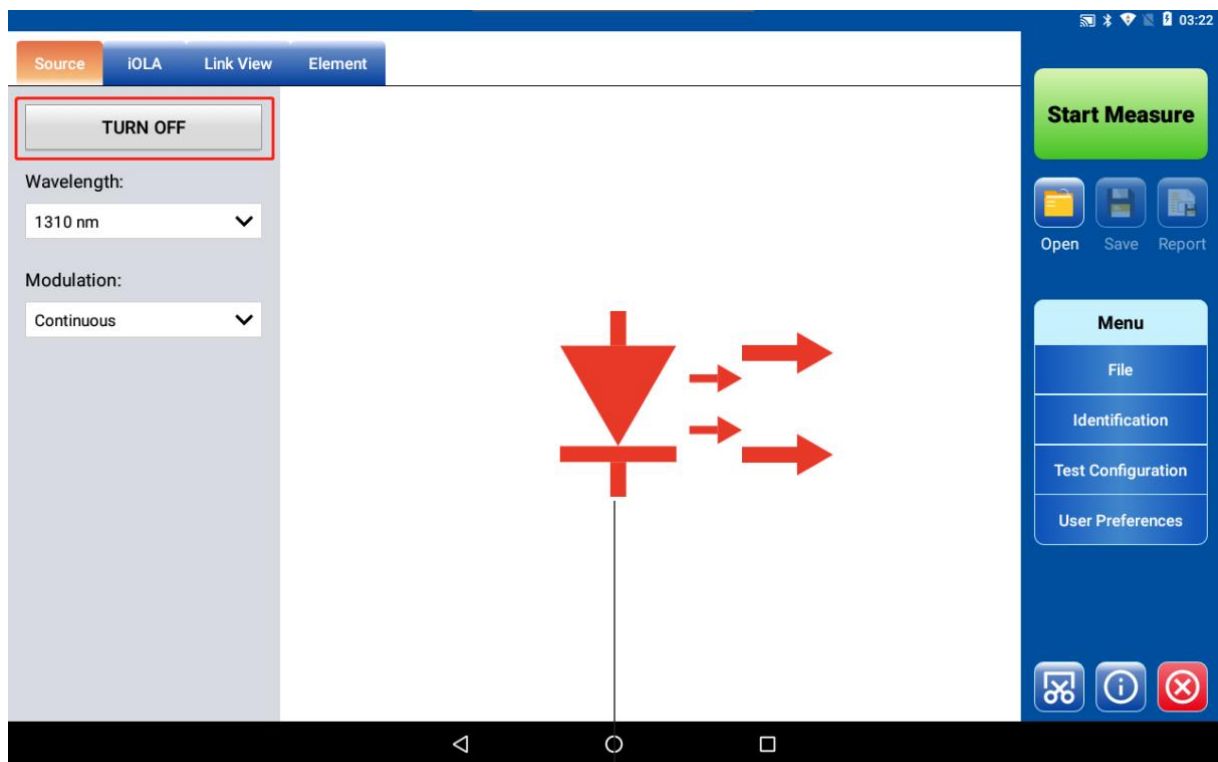 03:22
Source iOLA Link View Element
TURN OFF
Wavelength:
1310 nm
Modulation:
Continuous
Start Measure
Open Save Report
Menu
File
Identification
Test Configuration
User Preferences